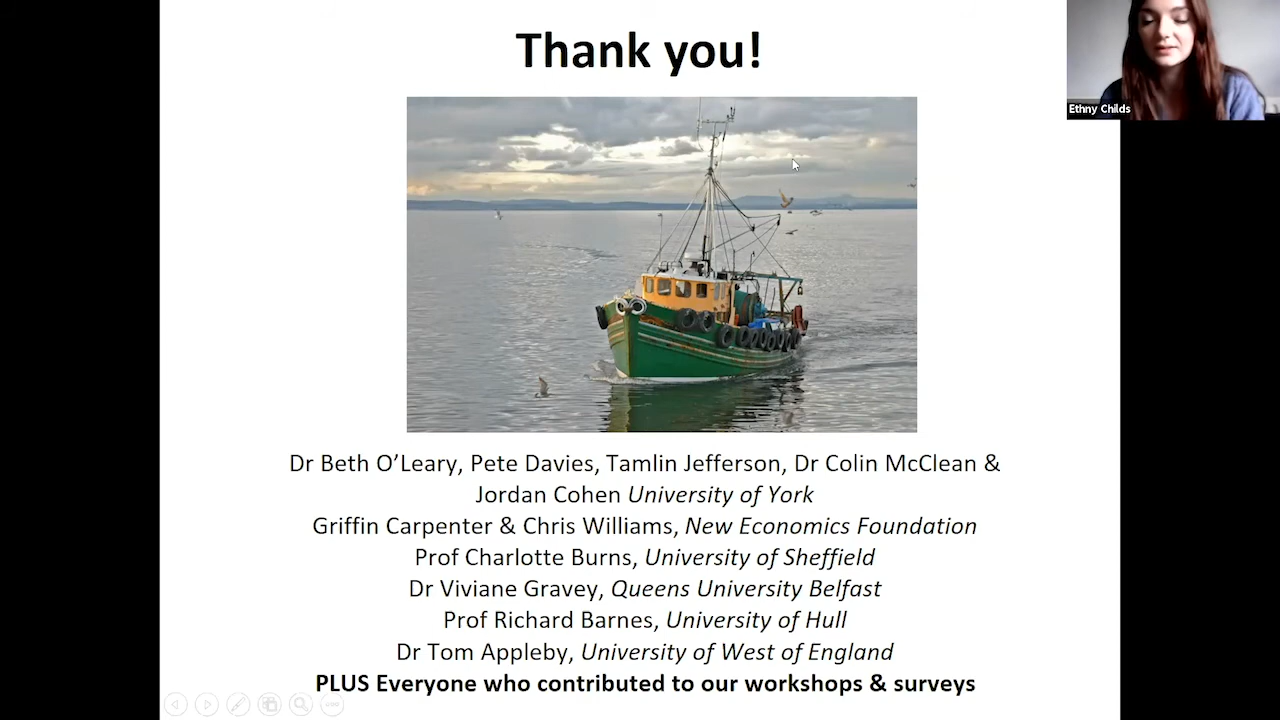 Thank you!
Ethny Childs
Dr Beth O’Leary, Pete Davies, Tamlin Jefferson, Dr Colin McClean &
Jordan Cohen University of York
Griffin Carpenter & Chris Williams, New Economics Foundation
Prof Charlotte Burns, University of Sheffield
Dr Viviane Gravey, Queens University Belfast
Prof Richard Barnes, University of Hull
Dr Tom Appleby, University of West of England
PLUS Everyone who contributed to our workshops & surveys